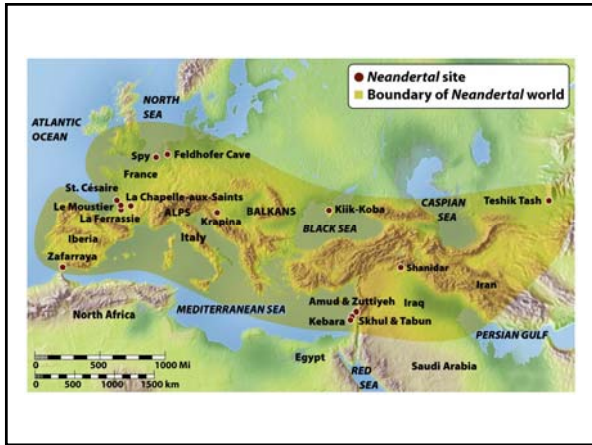 Neandertal site
Boundary of Neandertal world
ATLANTIC
OCEAN
NORTH
SEA
Spy
Feldhofer Cave
France
St. Césaire
La Chapelle-aux-Saints
Le Moustier
La Ferrassie
ALPS
Krapina
BALKANS
Kiik-Koba
BLACK SEA
CASPIAN
SEA
Teshik Tash
Iberia
Italy
Zafarraya
Shanidar
Iran
Amud & Zuttiyeh
Iraq
North Africa
MEDITERRANEAN SEA
Kebara
Skhul & Tabun
PERSIAN GULF
Egypt
RED
SEA
Saudi Arabia
0 500 1000 Mi
0 500 1000 1500 km